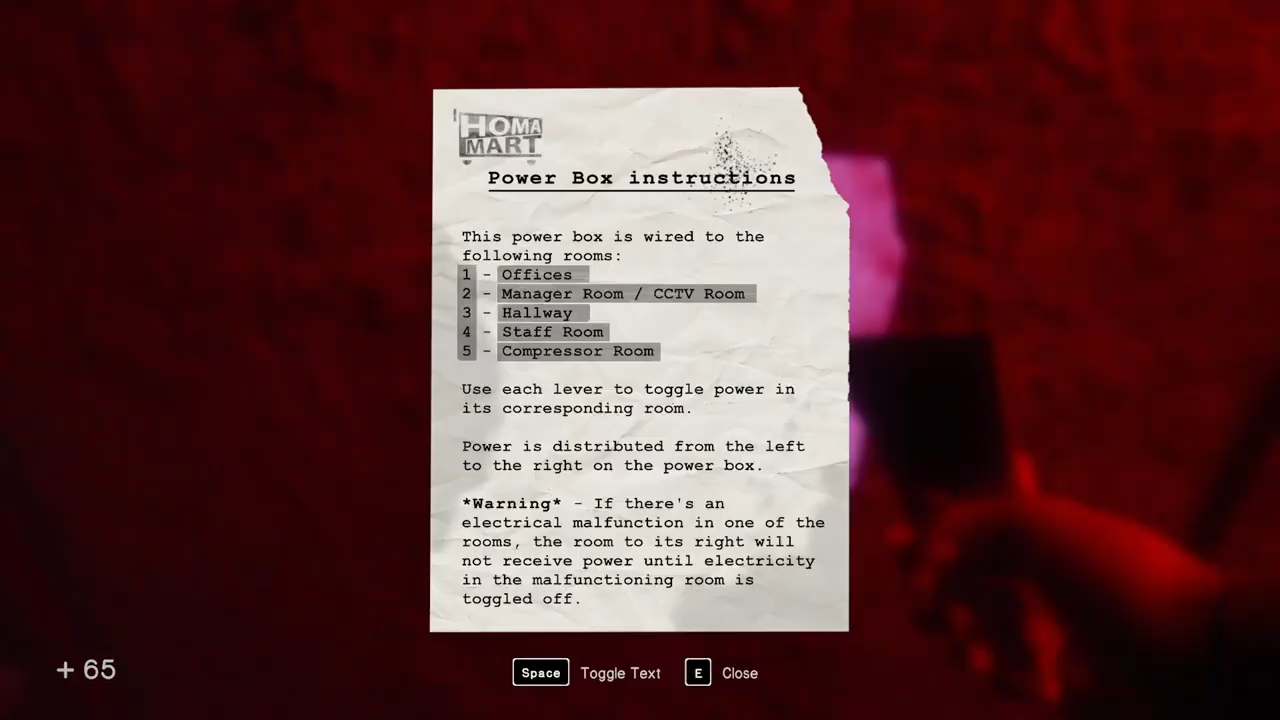 HOMA
MART
Power Box instructions
This power box is wired to the
following rooms:
1 - Offices
2 - Manager Room / CCTV Room
3 - Hallway
4 - Staff Room
5 - Compressor Room
Use each lever to toggle power in
its corresponding room.
Power is distributed from the left
to the right on the power box.
*Warning* - If there's an
electrical malfunction in one of the
rooms, the room to its right will
not receive power until electricity
in the malfunctioning room is
toggled off.
+ 65
Space Toggle Text E Close